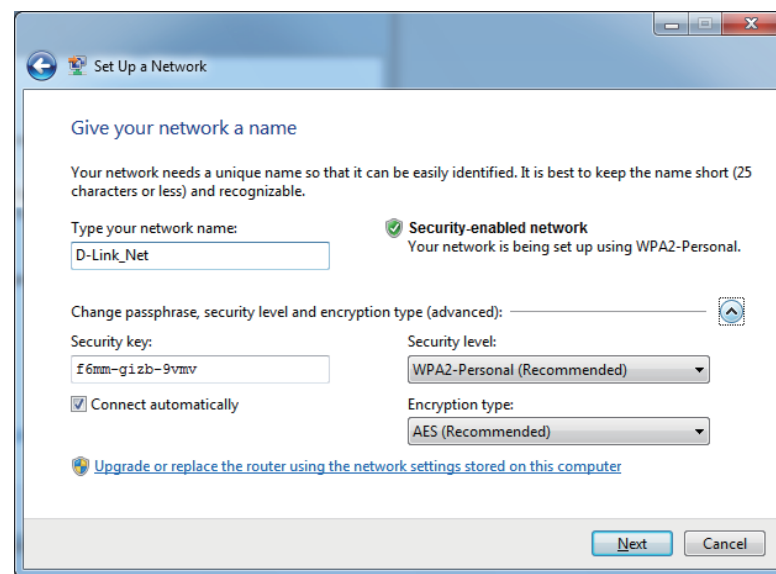 Set Up a Network
Give your network a name
Your network needs a unique name so that it can be easily identified. It is best to keep the name short (25
characters or less) and recognizable.
Type your network name:
D-Link_Net
Security-enabled network
Your network is being set up using WPA2-Personal.
Change passphrase, security level and encryption type (advanced):
Security key:
f6mm-gizb-9vmv
Security level:
WPA2-Personal (Recommended)
Connect automatically
Encryption type:
AES (Recommended)
Upgrade or replace the router using the network settings stored on this computer
Next
Cancel